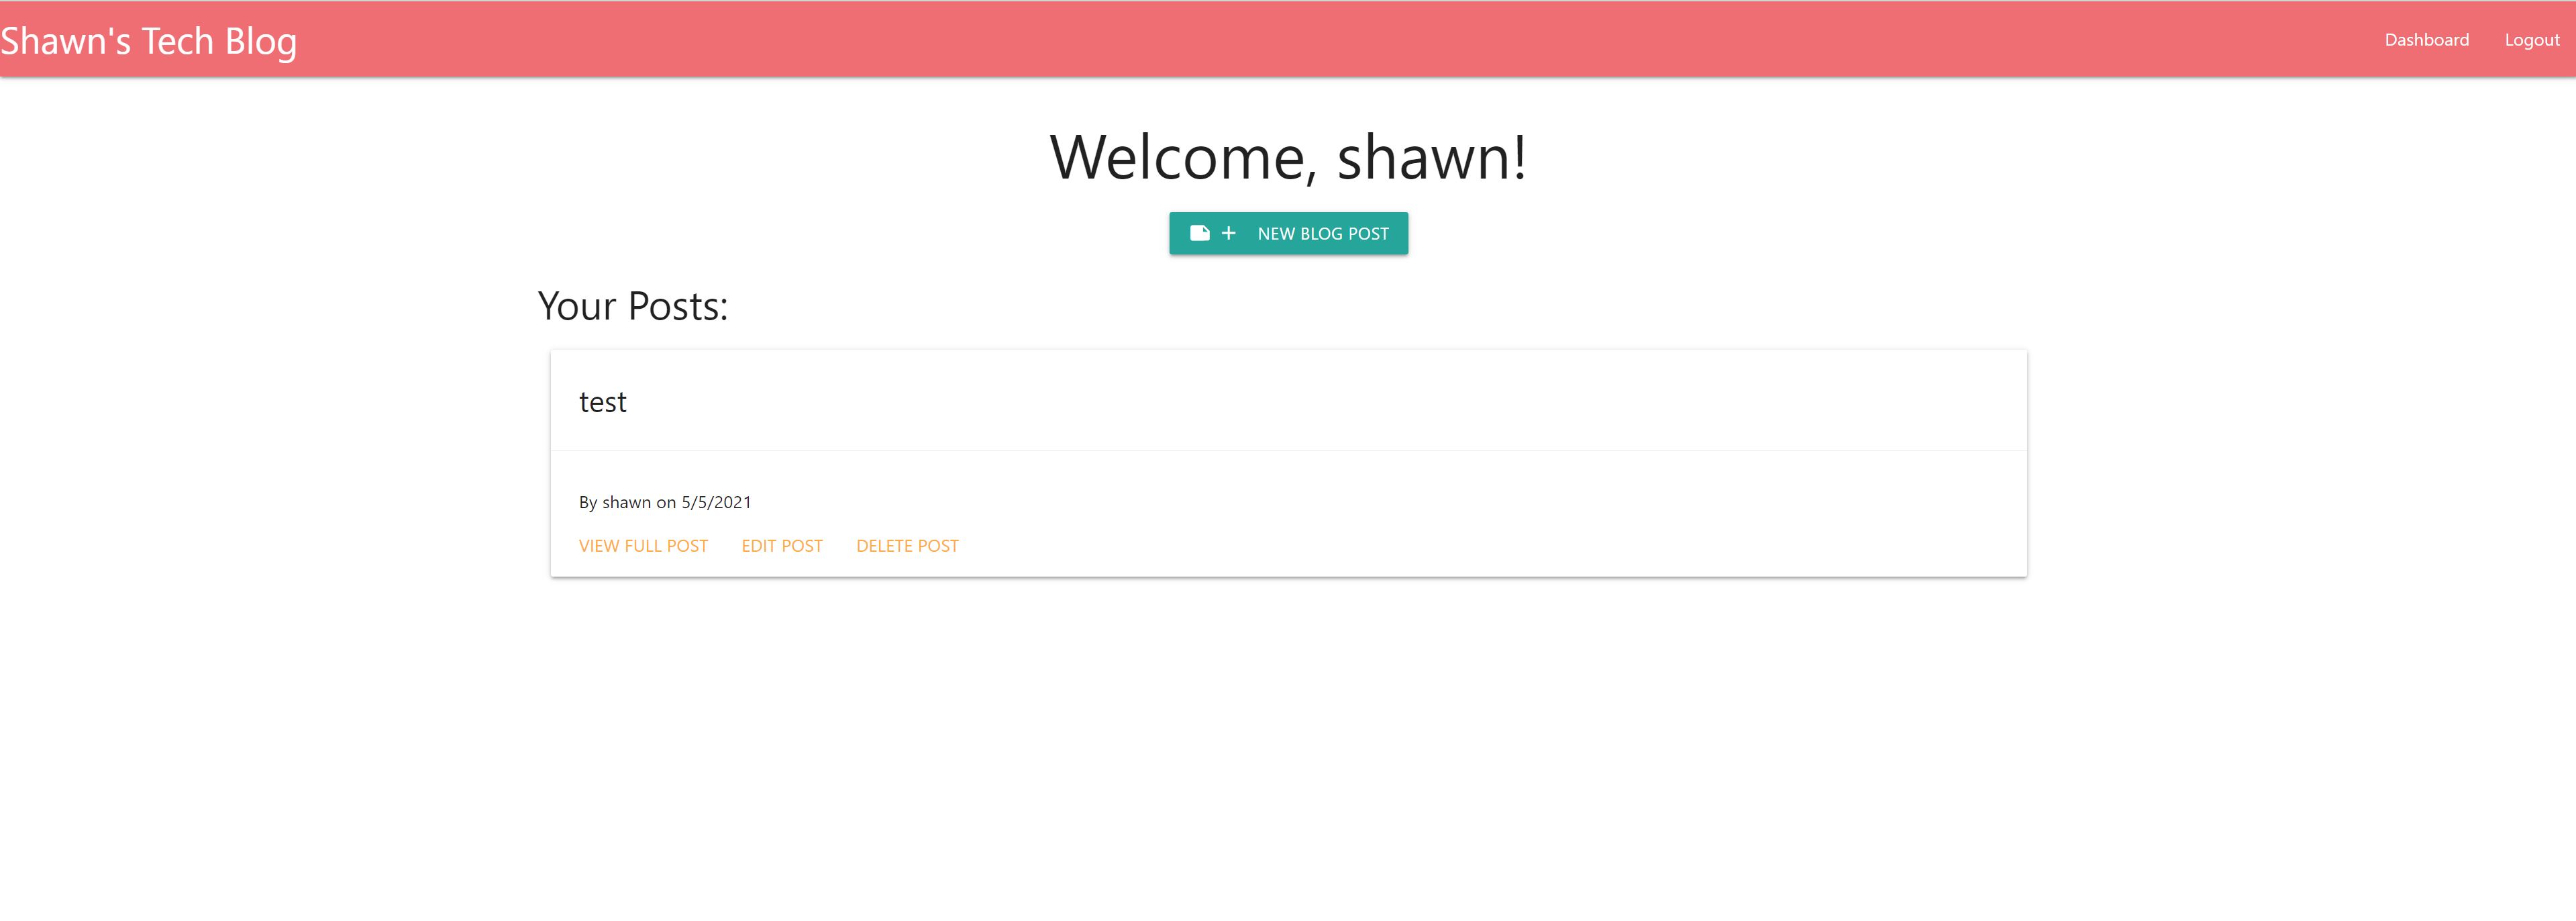 Shawn's Tech Blog Dashboard Logout
Welcome, shawn!
NEW BLOG POST
Your Posts:
test
By shawn on 5/5/2021
VIEW FULL POST EDIT POST DELETE POST